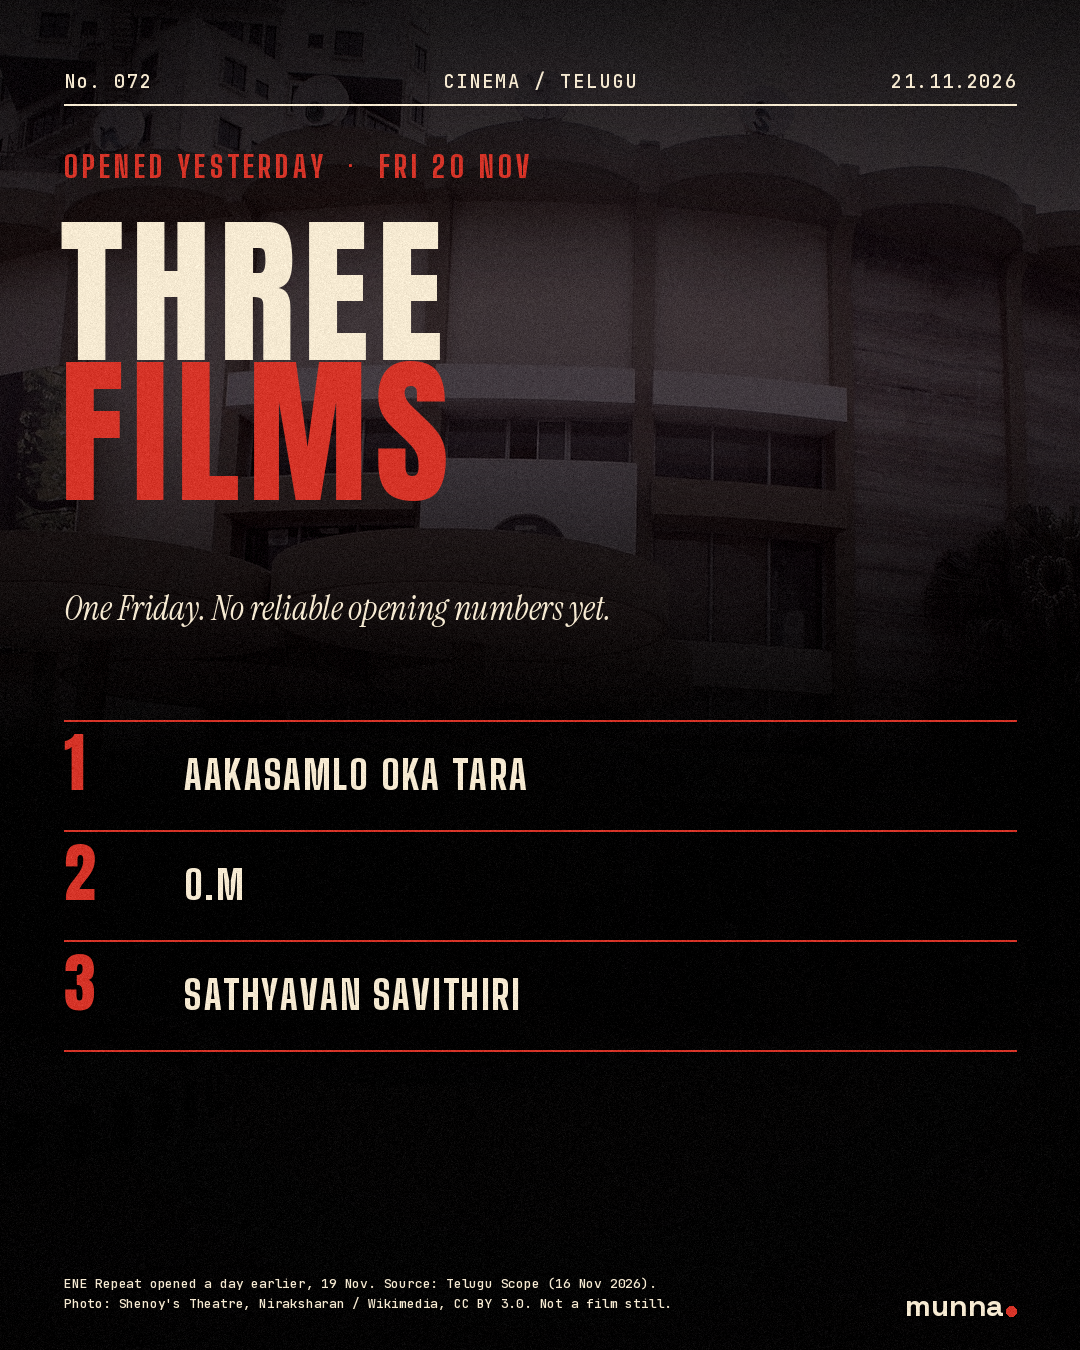 No. 072
CINEMA / TELUGU
21.11.2026
OPENED YESTERDAY · FRI 20 NOV
THREE
FILMS
One Friday. No reliable opening numbers yet.
1 AAKASAMLO OKA TARA
2 O.M
3 SATHYAVAN SAVITHIRI
ENE Repeat opened a day earlier, 19 Nov. Source: Telugu Scope (16 Nov 2026).
Photo: Shenoy's Theatre, Niraksharan / Wikimedia, CC BY 3.0. Not a film still.
munna.